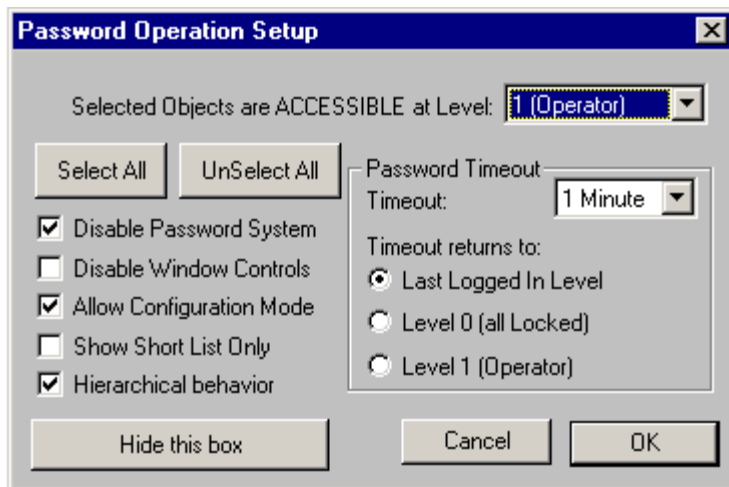 Password Operation Setup
Selected Objects are ACCESSIBLE at Level: 1 (Operator)
Select All
UnSelect All
Disable Password System
Disable Window Controls
Allow Configuration Mode
Show Short List Only
Hierarchical behavior
Password Timeout
Timeout: 1 Minute
Timeout returns to:
Last Logged In Level
Level 0 (all Locked)
Level 1 (Operator)
Hide this box
Cancel
OK